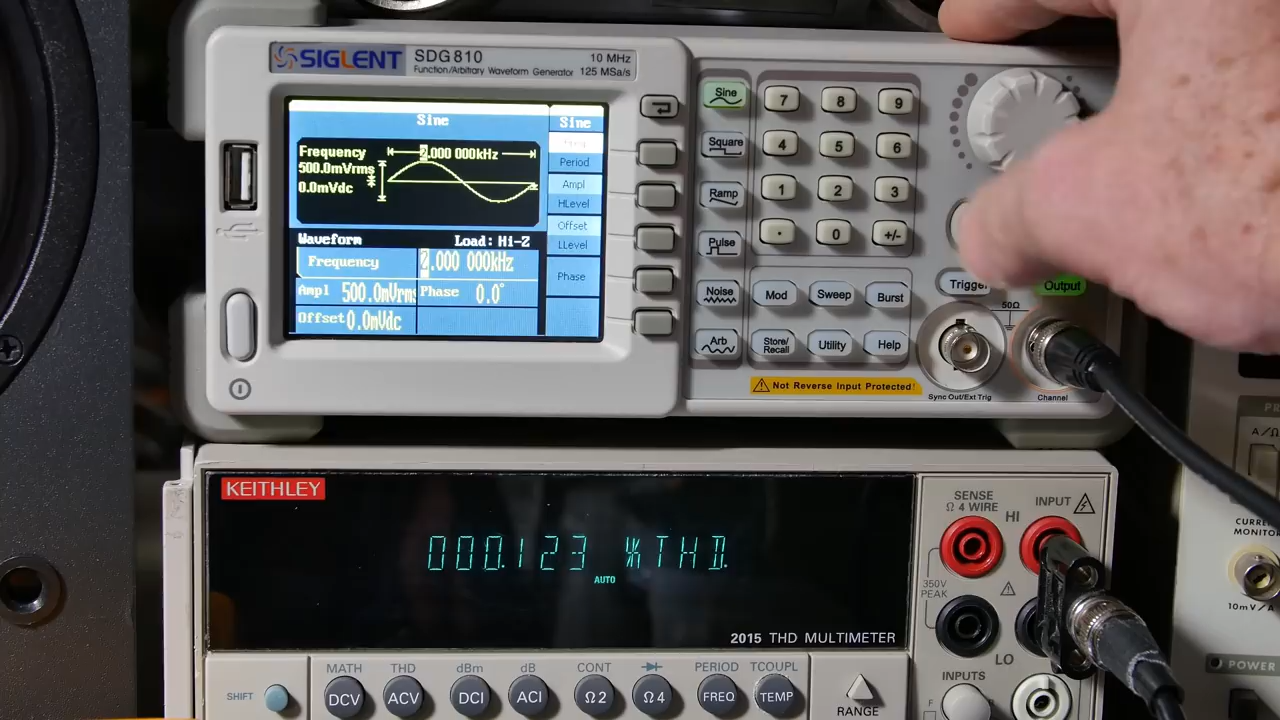 SIGLENT SDG810 10 MHz
Function/Arbitrary Waveform Generator 125 MSa/s
Sine
Sine
Frequency
.000 000kHz
500.0mVrms
0.0mVdc
Period
Ampl
HLevel
Offset
LLevel
Phase
Waveform Load: Hi-Z
Frequency .000 000kHz
Ampl 500.0mVrms Phase 0.0°
Offset 0.0mVdc
Sine
Square
Ramp
Pulse
Noise
Arb
7 8 9
4 5 6
1 2 3
. 0 +/-
Mod Sweep Burst
Store/Recall Utility Help
Trigger
Output
50Ω
Not Reverse Input Protected!
Sync Out/Ext Trig
Channel
KEITHLEY
000.123 %THD.
AUTO
2015 THD MULTIMETER
SENSE
Ω 4 WIRE
INPUT
HI
350V
PEAK
LO
INPUTS
F
MATH THD dBm dB CONT PERIOD TCOUPL
SHIFT DCV ACV DCI ACI Ω2 Ω4 FREQ TEMP
RANGE
A/Ω
MONITOR
10mV/A
POWER